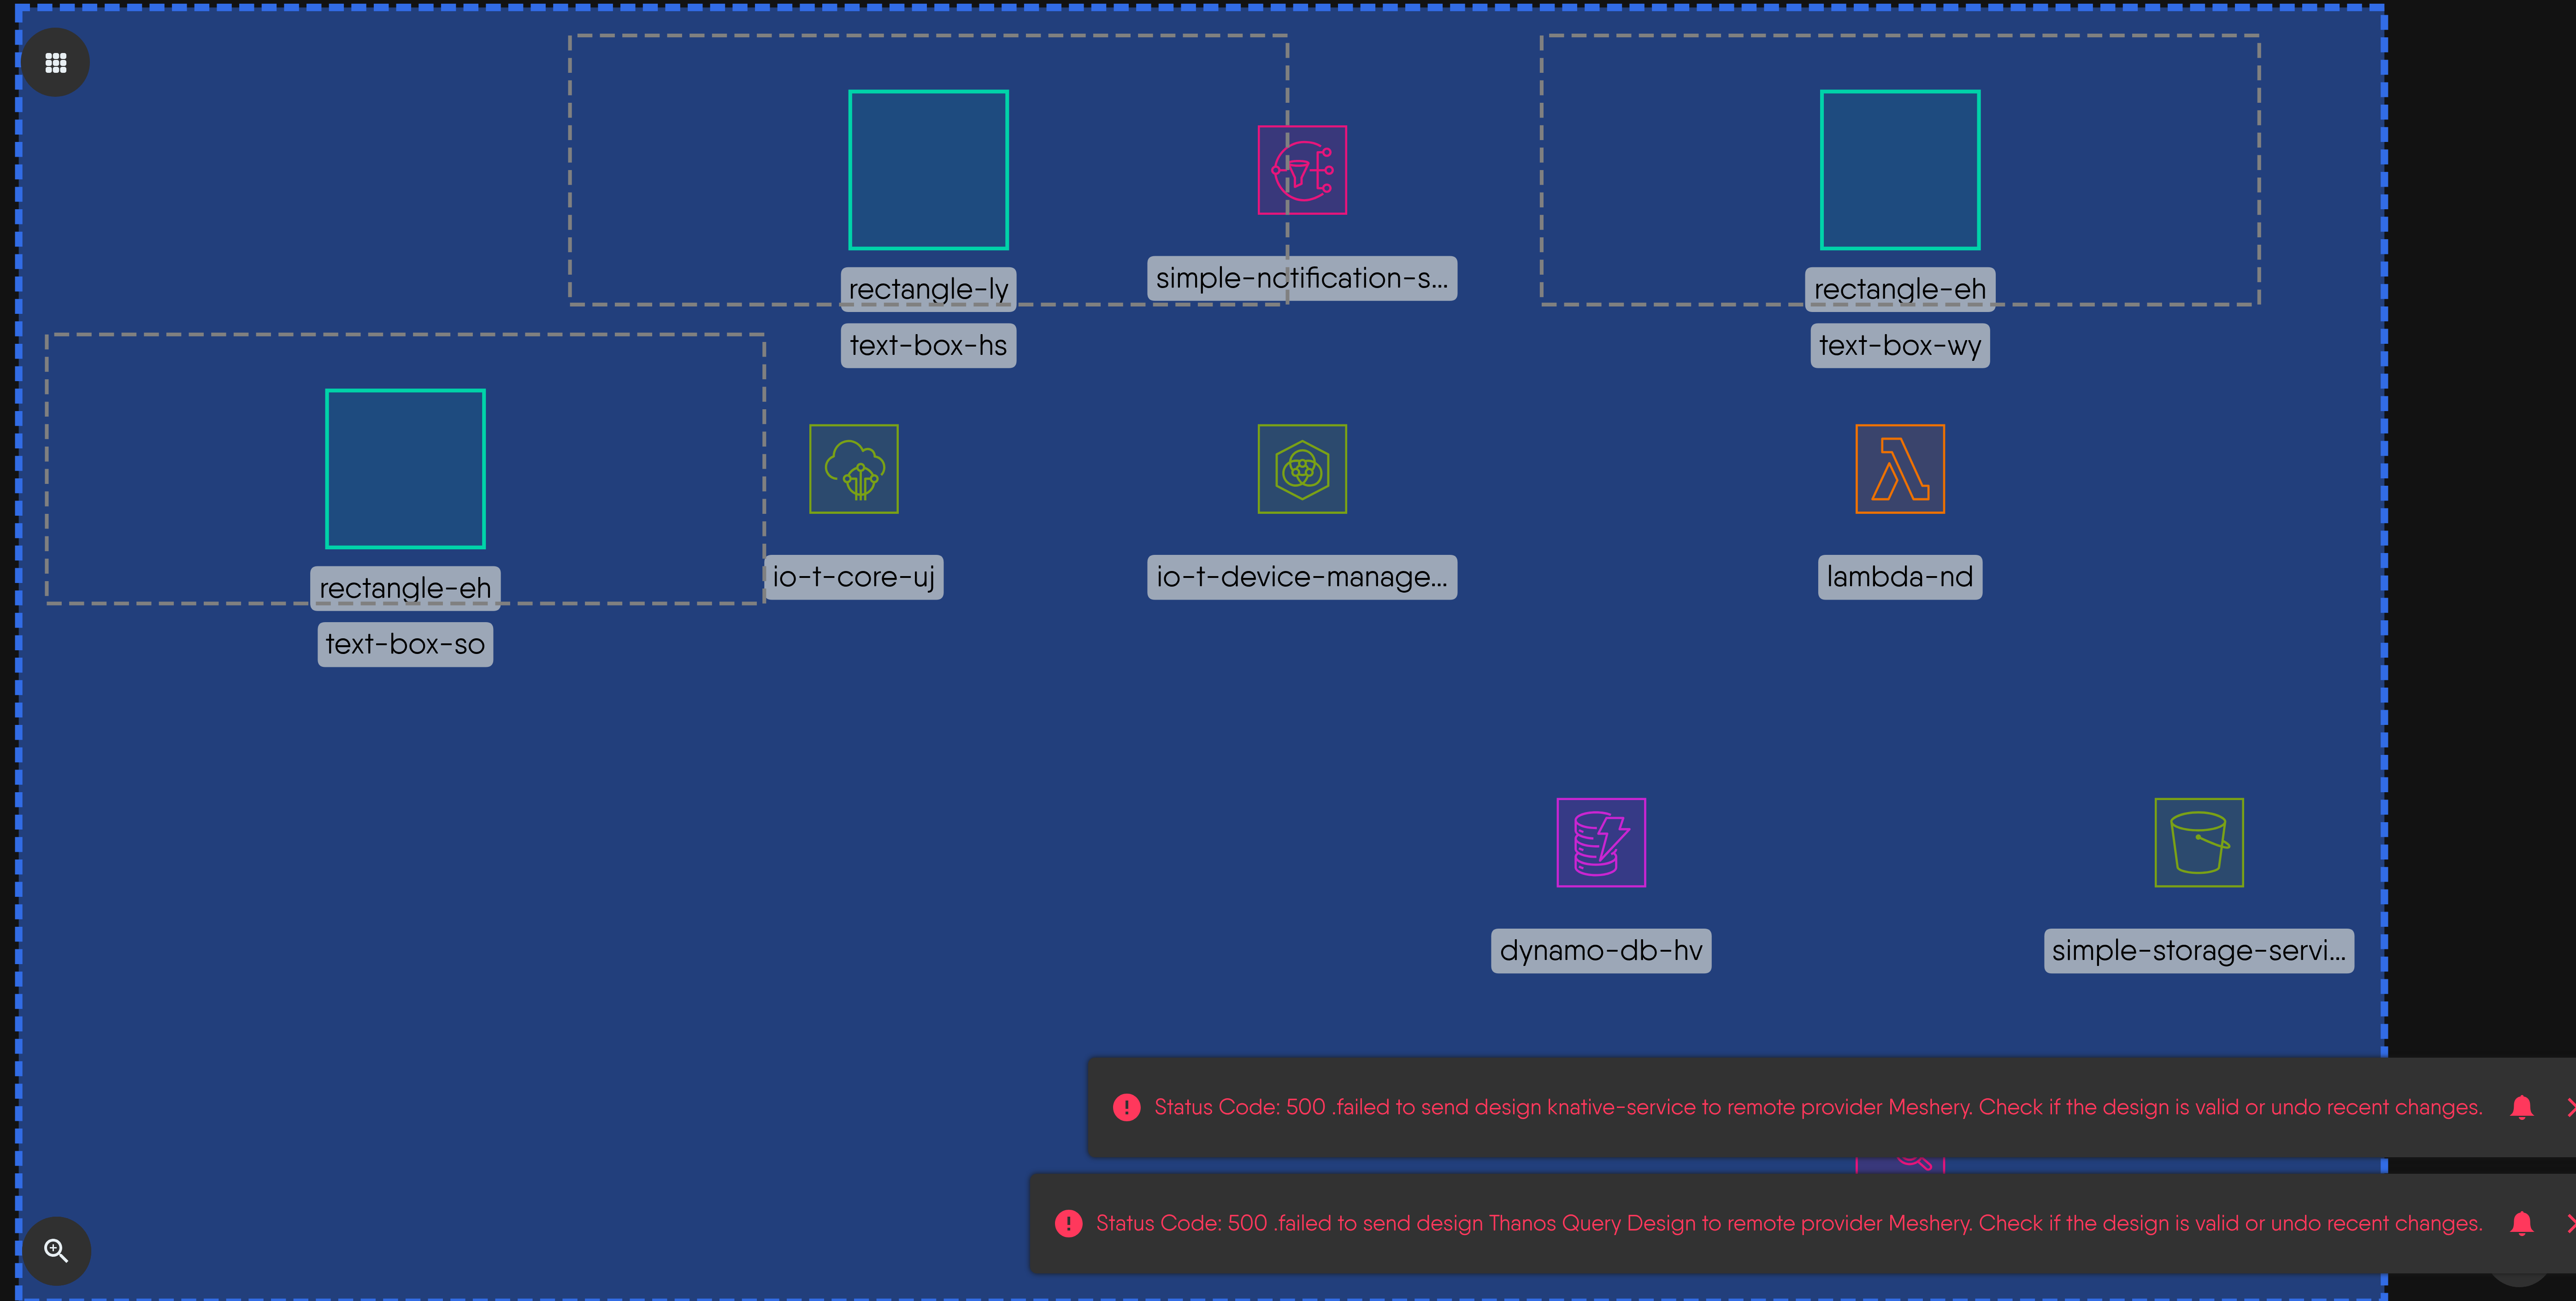 rectangle-ly
simple-notification-s...
rectangle-eh
text-box-hs
text-box-wy
rectangle-eh
io-t-core-uj
io-t-device-manage...
lambda-nd
text-box-so
dynamo-db-hv
simple-storage-servi...
Status Code: 500 .failed to send design knative-service to remote provider Meshery. Check if the design is valid or undo recent changes.
Status Code: 500 .failed to send design Thanos Query Design to remote provider Meshery. Check if the design is valid or undo recent changes.